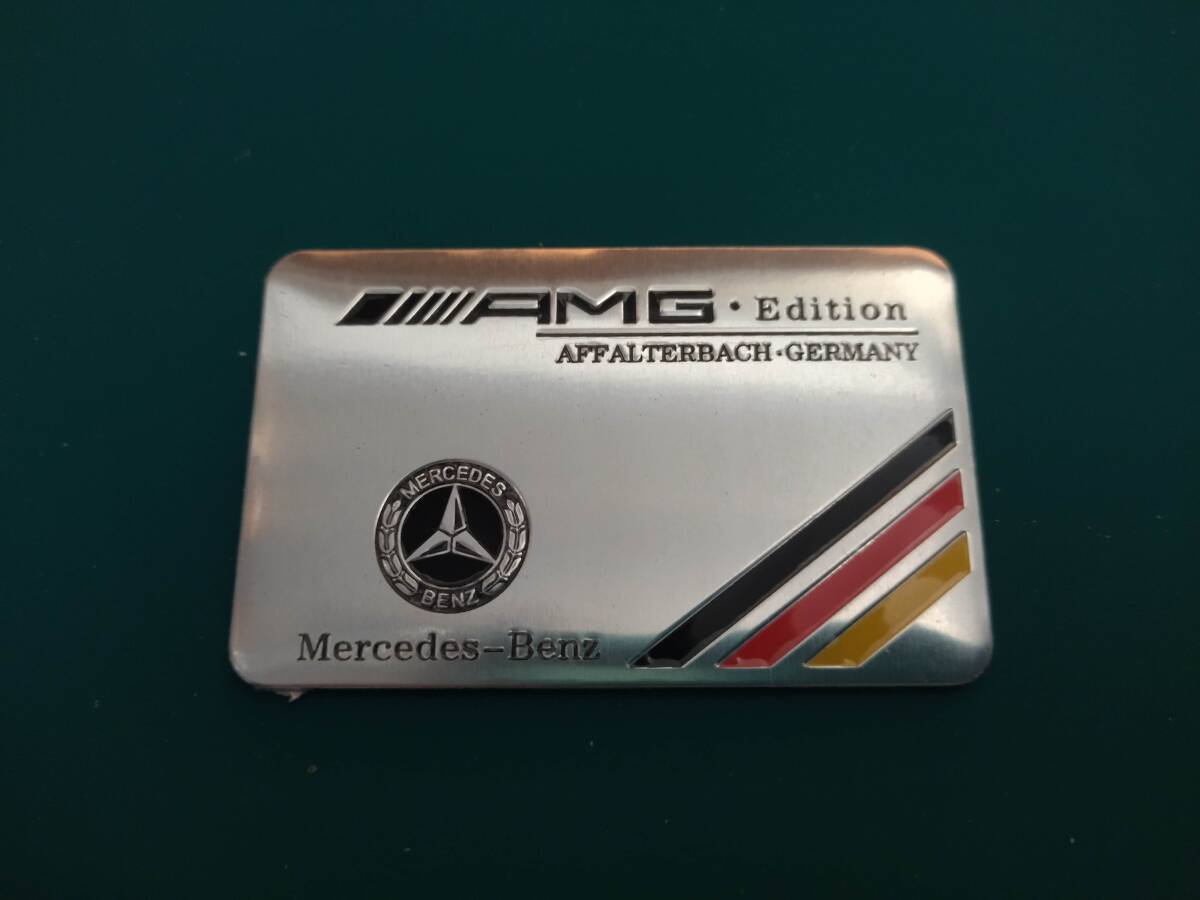 AMG · Edition
AFFALTERBACH·GERMANY
MERCEDES
BENZ
Mercedes-Benz